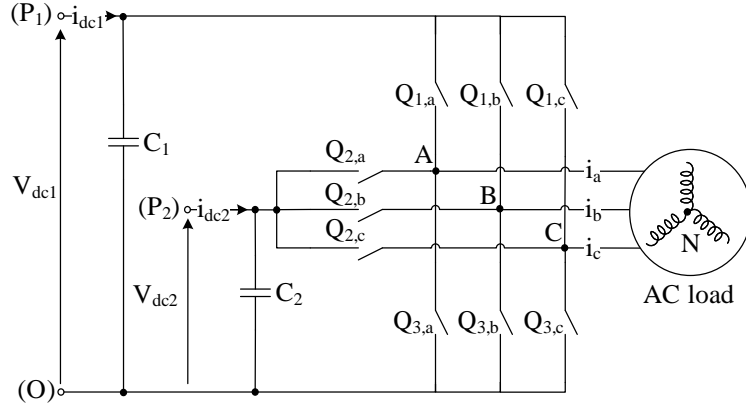 (P1) idc1
Q1,a Q1,b Q1,c
C1
Vdc1
Q2,a A ia
(P2) idc2 Q2,b B ib
Q2,c C ic
N
Vdc2
C2
AC load
Q3,a Q3,b Q3,c
(O)